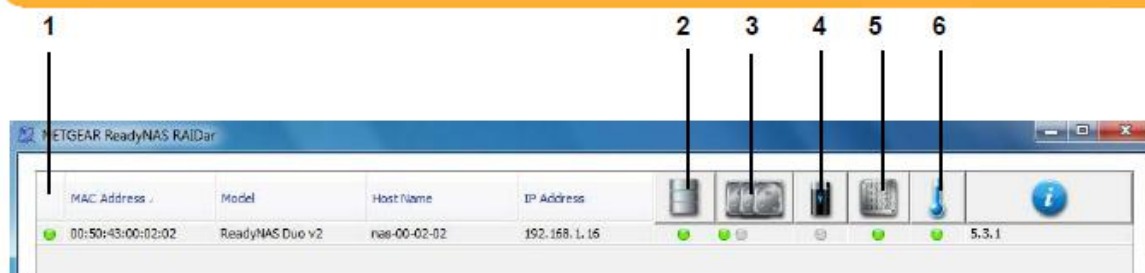 1 2 3 4 5 6
NETGEAR ReadyNAS RAIDar
MAC Address Model Host Name IP Address
00:50:43:00:02:02 ReadyNAS Duo v2 nas-00-02-02 192.168.1.16 5.3.1